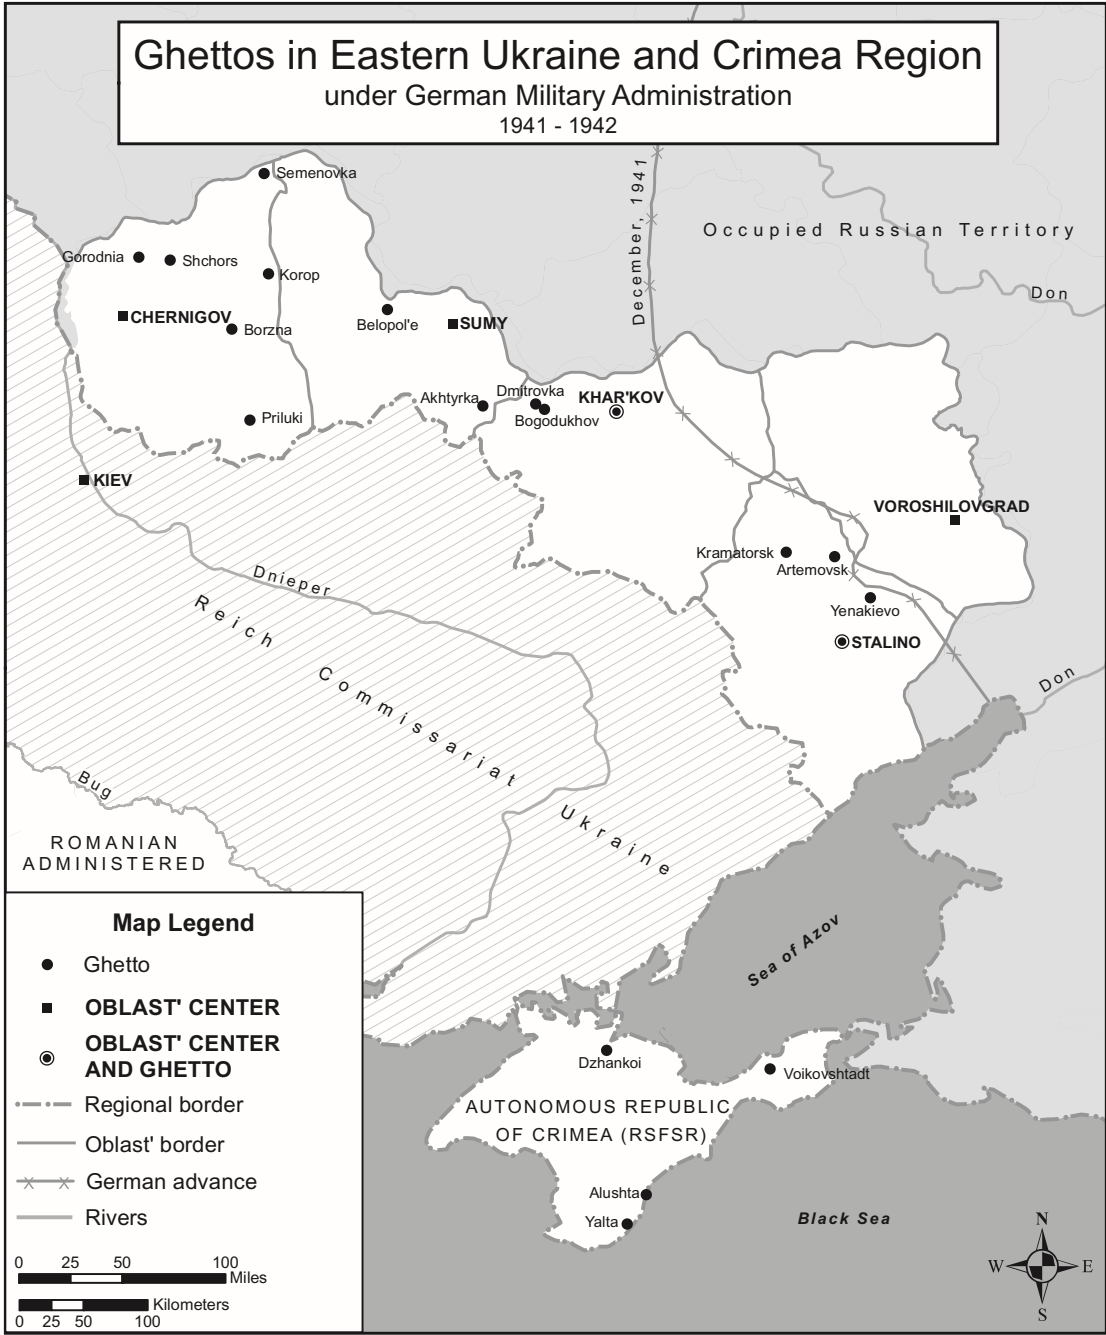 Ghettos in Eastern Ukraine and Crimea Region
under German Military Administration
1941 - 1942
December, 1941
Occupied Russian Territory
Don
Semenovka
Gorodnia
Shchors
Korop
CHERNIGOV
Borzna
Belopol'e
SUMY
Priluki
Akhtyrka
Dmitrovka
Bogodukhov
KHAR'KOV
KIEV
VOROSHILOVGRAD
Kramatorsk
Artemovsk
Yenakievo
STALINO
Dnieper
Reich Commissariat Ukraine
Don
Bug
ROMANIAN
ADMINISTERED
Sea of Azov
Dzhankoi
Voikovshtadt
AUTONOMOUS REPUBLIC
OF CRIMEA (RSFSR)
Alushta
Yalta
Black Sea
Map Legend
Ghetto
OBLAST' CENTER
OBLAST' CENTER
AND GHETTO
Regional border
Oblast' border
German advance
Rivers
0 25 50 100
Miles
Kilometers
0 25 50 100
N
W E
S